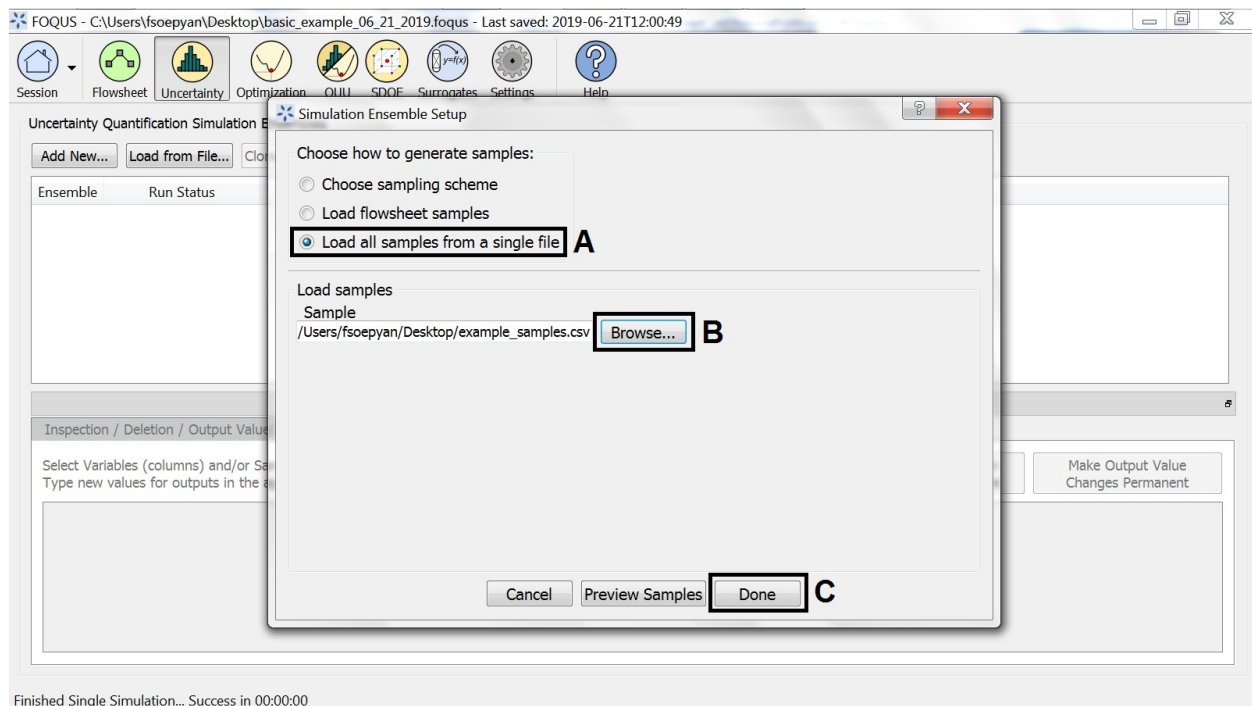 FOQUS - C:\Users\fsoepyan\Desktop\basic_example_06_21_2019.foqus - Last saved: 2019-06-21T12:00:49
Session Flowsheet Uncertainty Optimization OUU SDOE Surrogates Settings Help
y=f(x)
Uncertainty Quantification Simulation
Add New... Load from File...
Ensemble Run Status
Simulation Ensemble Setup
Choose how to generate samples:
Choose sampling scheme
Load flowsheet samples
Load all samples from a single file A
Load samples
Sample
/Users/fsoepyan/Desktop/example_samples.csv Browse... B
Cancel Preview Samples Done C
Inspection / Deletion / Output Value
Select Variables (columns) and/or
Type new values for outputs in the
Make Output Value
Changes Permanent
Finished Single Simulation... Success in 00:00:00